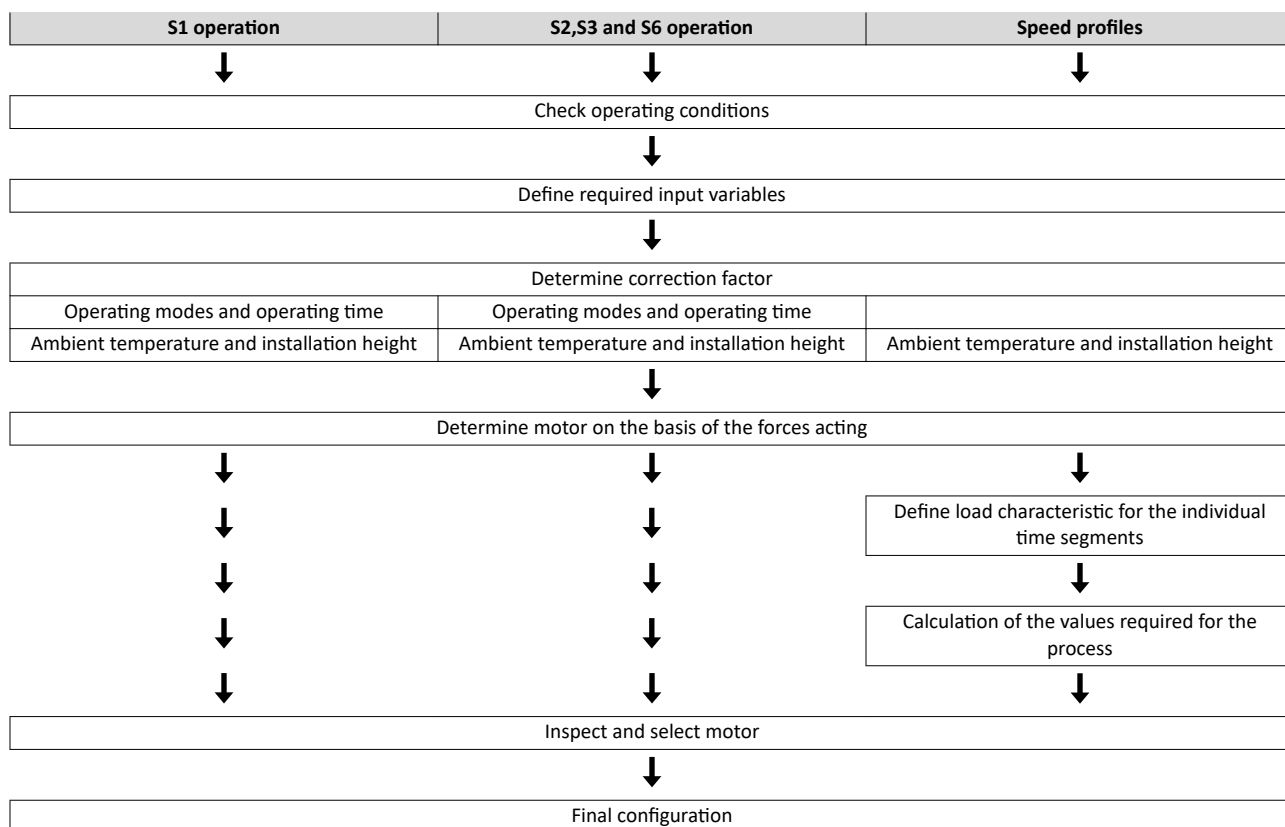 S1 operation
S2,S3 and S6 operation
Speed profiles
Check operating conditions
Define required input variables
Determine correction factor
Operating modes and operating time
Operating modes and operating time
Ambient temperature and installation height
Ambient temperature and installation height
Ambient temperature and installation height
Determine motor on the basis of the forces acting
Define load characteristic for the individual
time segments
Calculation of the values required for the
process
Inspect and select motor
Final configuration